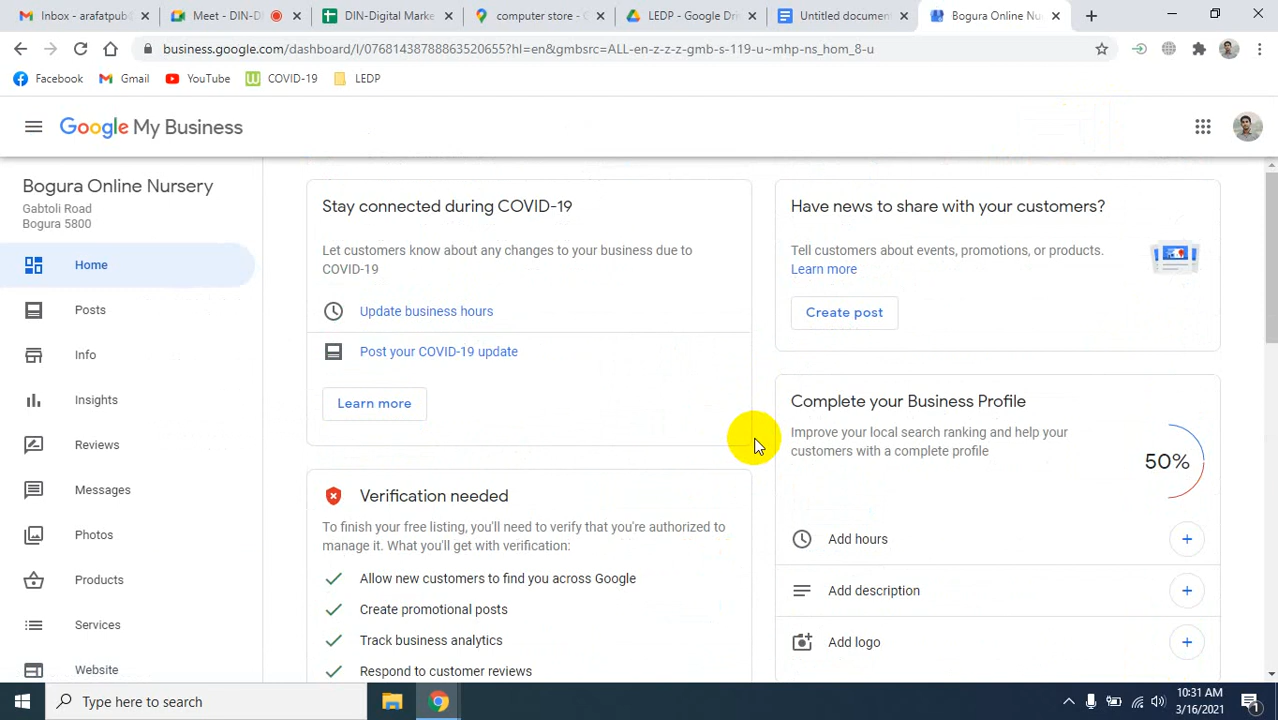 Inbox - arafatpub@
Meet - DIN-D
DIN-Digital Marke
computer store - G
LEDP - Google Dri
Untitled document
Bogura Online Nur
business.google.com/dashboard/l/07681438788863520655?hl=en&gmbsrc=ALL-en-z-z-z-gmb-s-119-u~mhp-ns_hom_8-u
Facebook
Gmail
YouTube
COVID-19
LEDP
Google My Business
Bogura Online Nursery
Gabtoli Road
Bogura 5800
Home
Posts
Info
Insights
Reviews
Messages
Photos
Products
Services
Website
Stay connected during COVID-19
Let customers know about any changes to your business due to
COVID-19
Update business hours
Post your COVID-19 update
Learn more
Verification needed
To finish your free listing, you'll need to verify that you're authorized to
manage it. What you'll get with verification:
Allow new customers to find you across Google
Create promotional posts
Track business analytics
Respond to customer reviews
Have news to share with your customers?
Tell customers about events, promotions, or products.
Learn more
Create post
Complete your Business Profile
Improve your local search ranking and help your
customers with a complete profile
50%
Add hours
Add description
Add logo
Type here to search
10:31 AM
3/16/2021
1